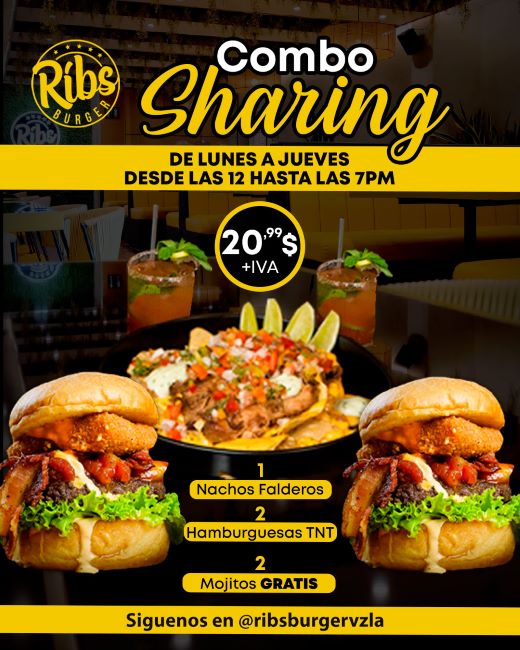 Ribs
BURGER
Combo
Sharing
DE LUNES A JUEVES
DESDE LAS 12 HASTA LAS 7PM
20,99$
+IVA
1
Nachos Falderos
2
Hamburguesas TNT
2
Mojitos GRATIS
Siguenos en @ribsburgervzla